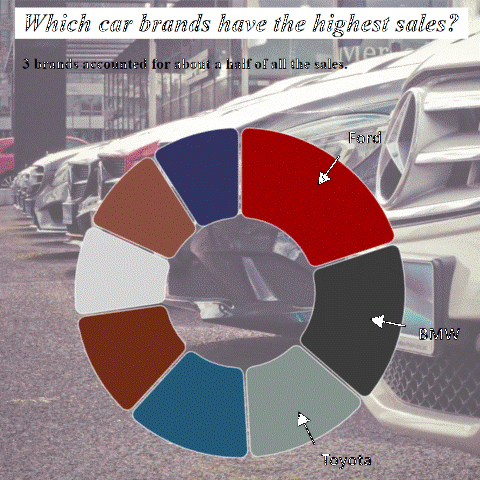 Which car brands have the highest sales?
3 brands accounted for about a half of all the sales.
Ford
BMW
Toyota